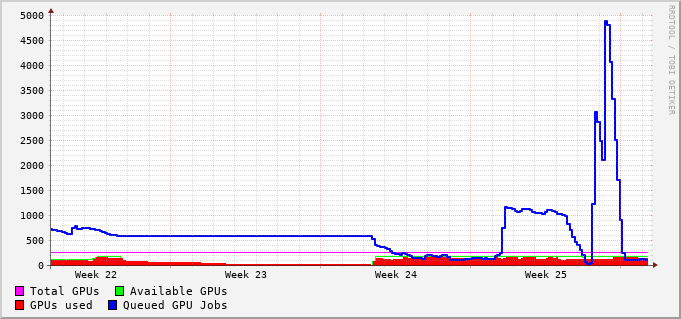 5000
4500
4000
3500
3000
2500
2000
1500
1000
500
0
Week 22 Week 23 Week 24 Week 25
Total GPUs Available GPUs
GPUs used Queued GPU Jobs
RRDTOOL / TOBI OETIKER